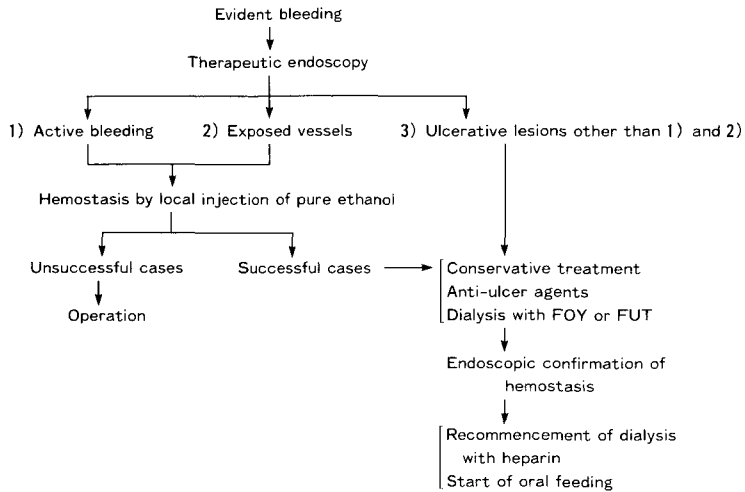 Evident bleeding
Therapeutic endoscopy
1) Active bleeding
2) Exposed vessels
3) Ulcerative lesions other than 1) and 2)
Hemostasis by local injection of pure ethanol
Unsuccessful cases
Successful cases
Operation
Conservative treatment
Anti-ulcer agents
Dialysis with FOY or FUT
Endoscopic confirmation of
hemostasis
Recommencement of dialysis
with heparin
Start of oral feeding